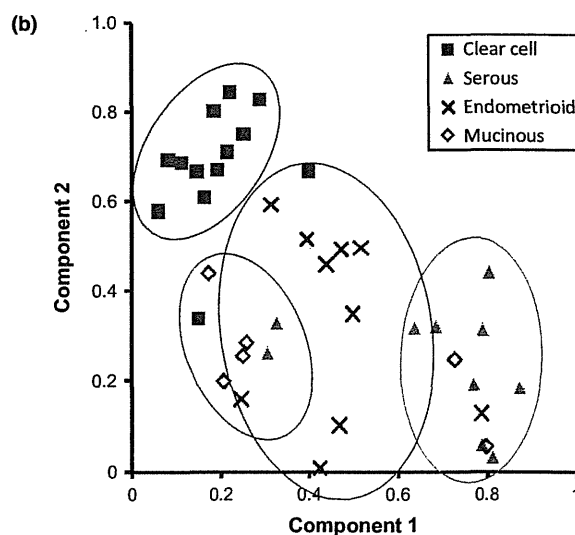 (b)
1.0
0.8
0.6
0.4
0.2
0
Component 2
0
0.2
0.4
0.6
0.8
1
Component 1
Clear cell
Serous
Endometrioid
Mucinous